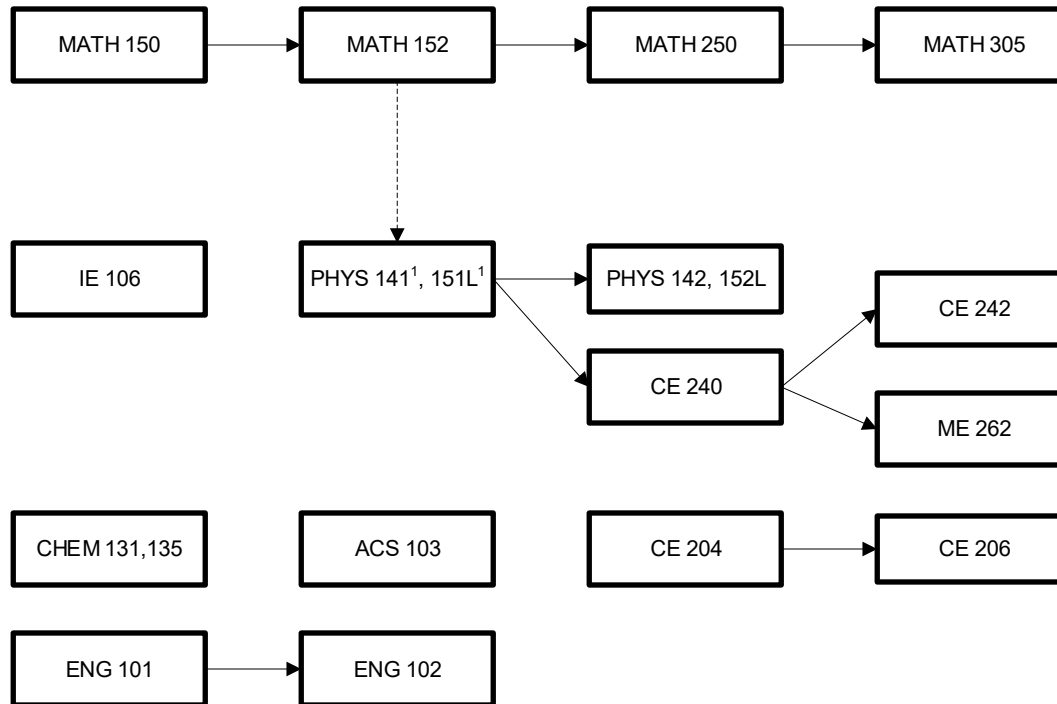 MATH 150
MATH 152
MATH 250
MATH 305
IE 106
PHYS 141¹, 151L¹
PHYS 142, 152L
CE 242
CE 240
ME 262
CHEM 131,135
ACS 103
CE 204
CE 206
ENG 101
ENG 102